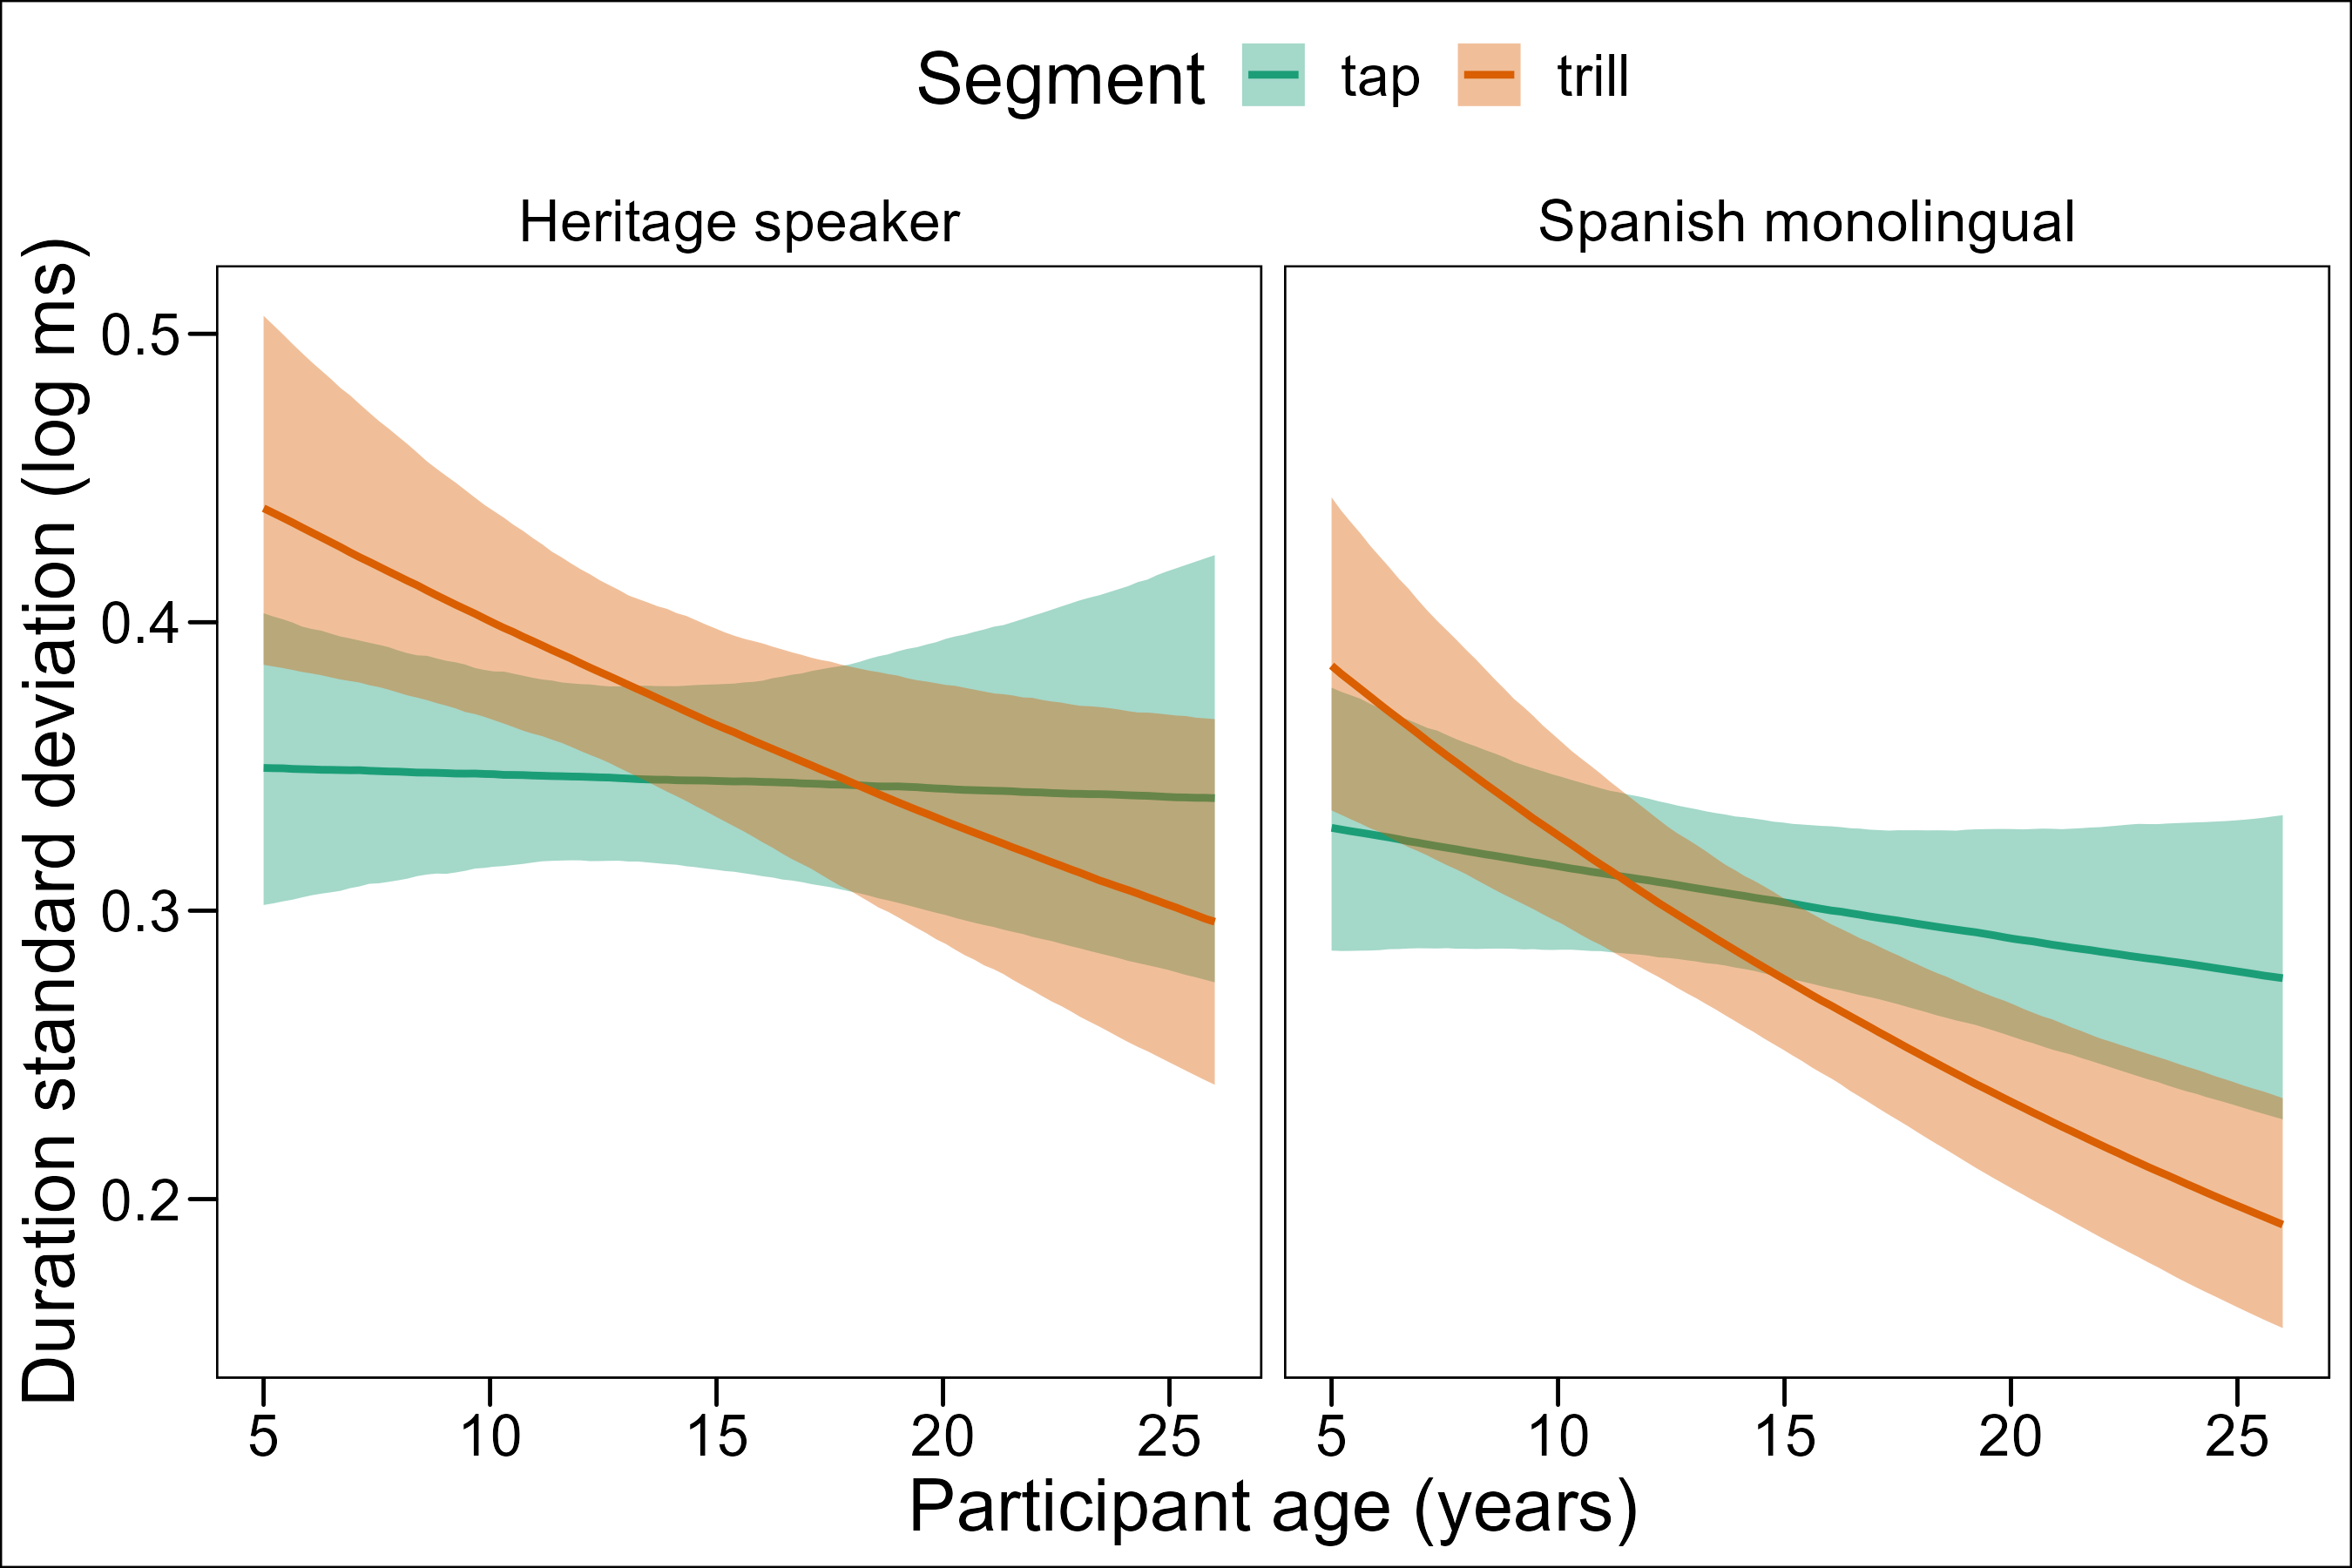 Segment tap trill
Heritage speaker Spanish monolingual
Duration standard deviation (log ms)
0.5
0.4
0.3
0.2
5 10 15 20 25 5 10 15 20 25
Participant age (years)